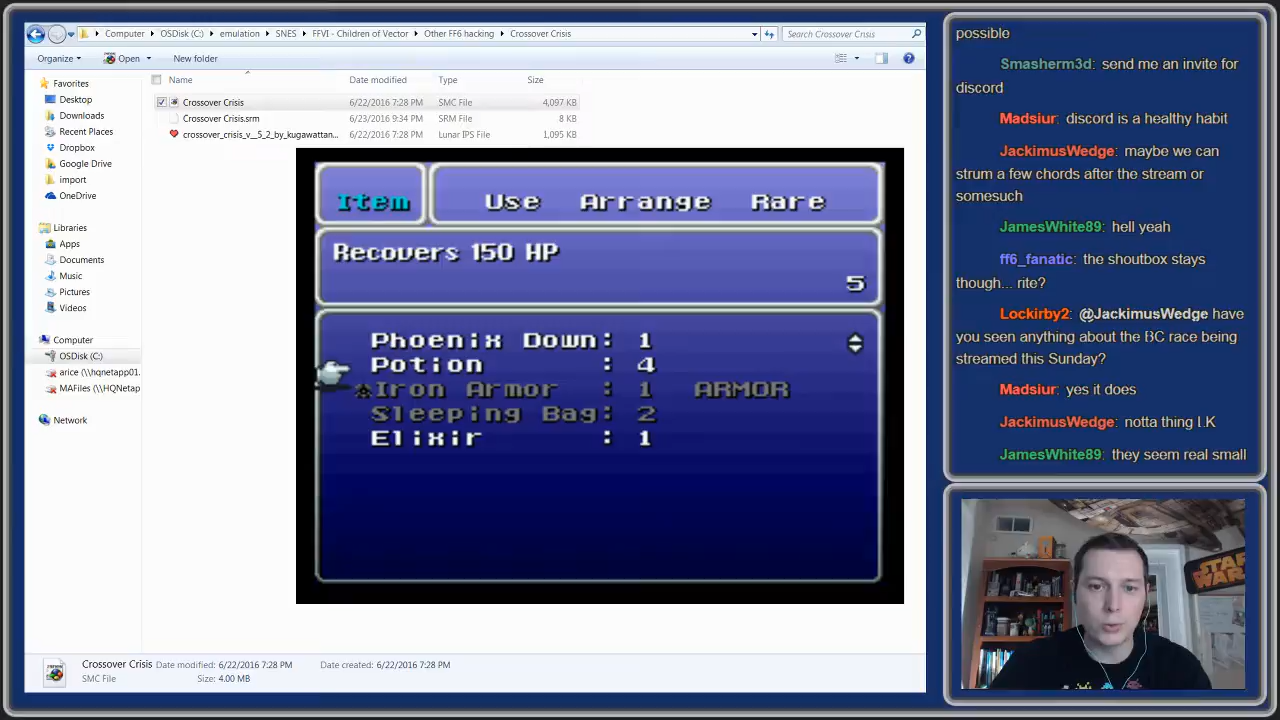 Computer ▸ OSDisk (C:) ▸ emulation ▸ SNES ▸ FFVI - Children of Vector ▸ Other FF6 hacking ▸ Crossover Crisis
Search Crossover Crisis
Organize Open New folder
Name Date modified Type Size
Crossover Crisis 6/22/2016 7:28 PM SMC File 4,097 KB
Crossover Crisis.srm 6/23/2016 9:34 PM SRM File 8 KB
crossover_crisis_v__5_2_by_kugawattan... 6/22/2016 7:28 PM Lunar IPS File 1,095 KB
Favorites
Desktop
Downloads
Recent Places
Dropbox
Google Drive
import
OneDrive
Libraries
Apps
Documents
Music
Pictures
Videos
Computer
OSDisk (C:)
arice (\\hqnetapp01.
MAFiles (\\HQNetap
Network
Item Use Arrange Rare
Recovers 150 HP
5
Phoenix Down: 1
Potion : 4
Iron Armor : 1 ARMOR
Sleeping Bag: 2
Elixir : 1
Crossover Crisis Date modified: 6/22/2016 7:28 PM Date created: 6/22/2016 7:28 PM
SMC File Size: 4.00 MB
possible
Smasherm3d: send me an invite for
discord
Madsiur: discord is a healthy habit
JackimusWedge: maybe we can
strum a few chords after the stream or
somesuch
JamesWhite89: hell yeah
ff6_fanatic: the shoutbox stays
though... rite?
Lockirby2: @JackimusWedge have
you seen anything about the BC race being
streamed this Sunday?
Madsiur: yes it does
JackimusWedge: notta thing LK
JamesWhite89: they seem real small
STAR
WARS